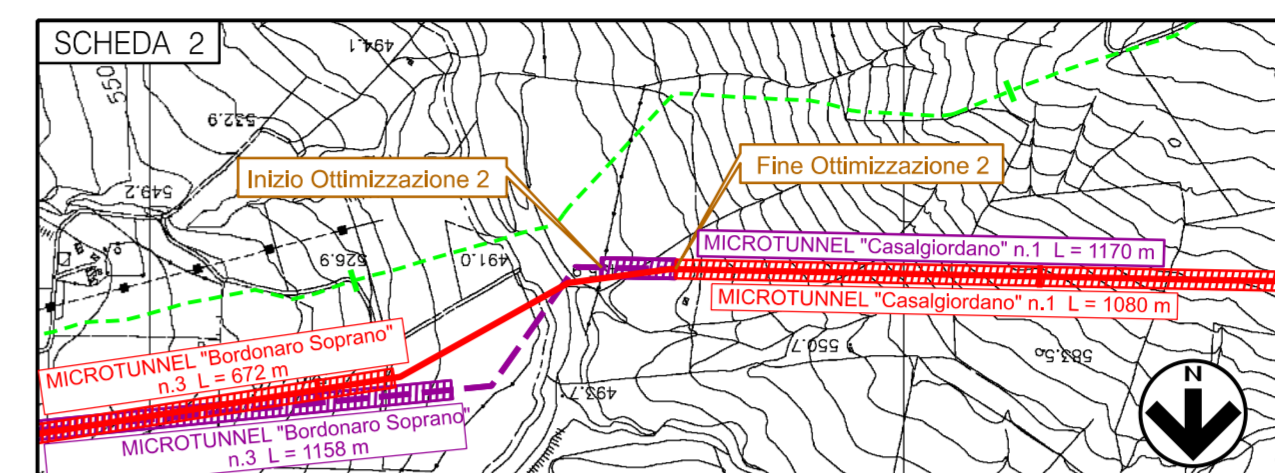 SCHEDA 2
494.1
550
532.9
549.2
Inizio Ottimizzazione 2
Fine Ottimizzazione 2
526.9
491.0
MICROTUNNEL "Casalgiordano" n.1 L = 1170 m
MICROTUNNEL "Casalgiordano" n.1 L = 1080 m
MICROTUNNEL "Bordonaro Soprano"
n.3 L = 672 m
550.7
583.5
493.7
MICROTUNNEL "Bordonaro Soprano"
n.3 L = 1158 m
N